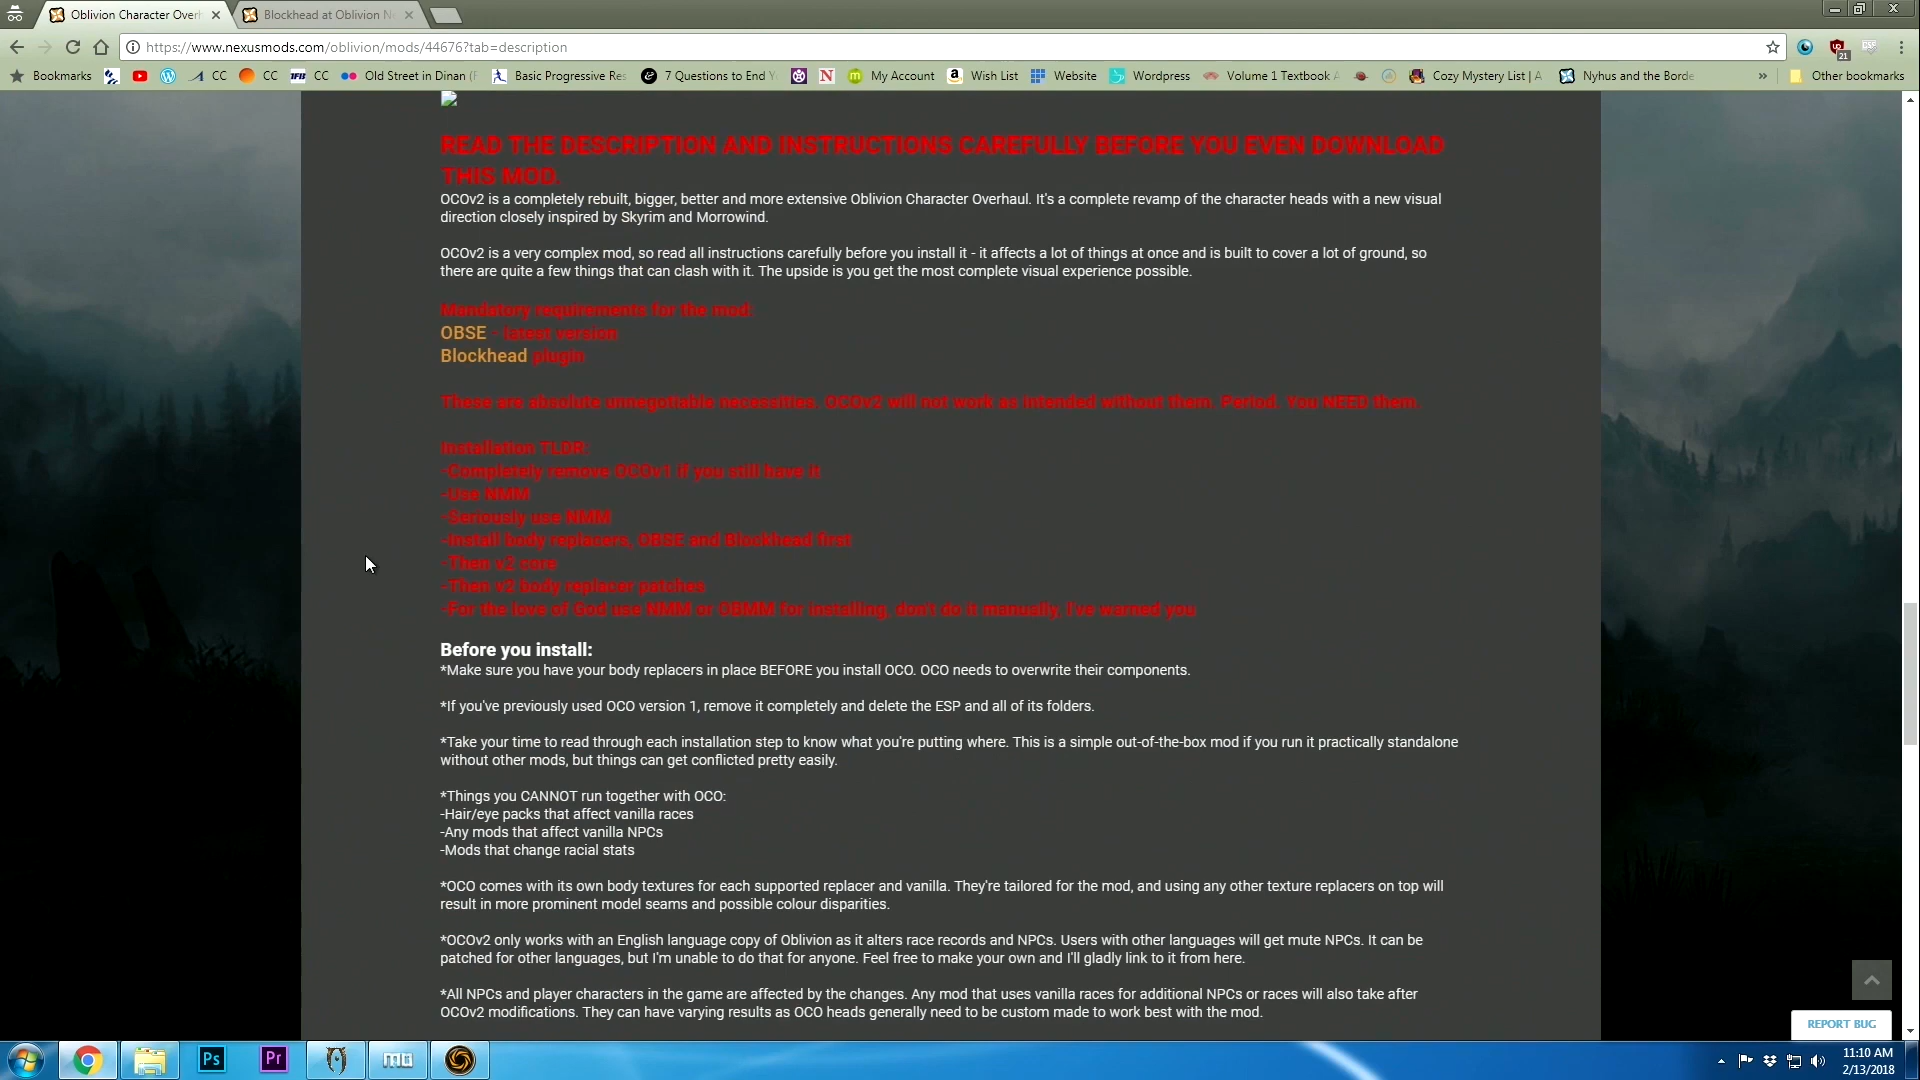 Oblivion Character Overh
Blockhead at Oblivion N
https://www.nexusmods.com/oblivion/mods/44676?tab=description
21
Bookmarks CC CC CC Old Street in Dinan (F Basic Progressive Res 7 Questions to End Y My Account Wish List Website Wordpress Volume 1 Textbook A Cozy Mystery List | A Nyhus and the Borde » Other bookmarks
READ THE DESCRIPTION AND INSTRUCTIONS CAREFULLY BEFORE YOU EVEN DOWNLOAD
THIS MOD.
OCOv2 is a completely rebuilt, bigger, better and more extensive Oblivion Character Overhaul. It's a complete revamp of the character heads with a new visual
direction closely inspired by Skyrim and Morrowind.
OCOv2 is a very complex mod, so read all instructions carefully before you install it - it affects a lot of things at once and is built to cover a lot of ground, so
there are quite a few things that can clash with it. The upside is you get the most complete visual experience possible.
Mandatory requirements for the mod:
OBSE - latest version
Blockhead plugin
These are absolute unnegotiable necessities. OCOv2 will not work as intended without them. Period. You NEED them.
Installation TLDR:
-Completely remove OCOv1 if you still have it
-Use NMM
-Seriously use NMM
-Install body replacers, OBSE and Blockhead first
-Then v2 core
-Then v2 body replacer patches
-For the love of God use NMM or OBMM for installing, don't do it manually, I've warned you
Before you install:
*Make sure you have your body replacers in place BEFORE you install OCO. OCO needs to overwrite their components.
*If you've previously used OCO version 1, remove it completely and delete the ESP and all of its folders.
*Take your time to read through each installation step to know what you're putting where. This is a simple out-of-the-box mod if you run it practically standalone
without other mods, but things can get conflicted pretty easily.
*Things you CANNOT run together with OCO:
-Hair/eye packs that affect vanilla races
-Any mods that affect vanilla NPCs
-Mods that change racial stats
*OCO comes with its own body textures for each supported replacer and vanilla. They're tailored for the mod, and using any other texture replacers on top will
result in more prominent model seams and possible colour disparities.
*OCOv2 only works with an English language copy of Oblivion as it alters race records and NPCs. Users with other languages will get mute NPCs. It can be
patched for other languages, but I'm unable to do that for anyone. Feel free to make your own and I'll gladly link to it from here.
*All NPCs and player characters in the game are affected by the changes. Any mod that uses vanilla races for additional NPCs or races will also take after
OCOv2 modifications. They can have varying results as OCO heads generally need to be custom made to work best with the mod.
REPORT BUG
Ps Pr
11:10 AM
2/13/2018